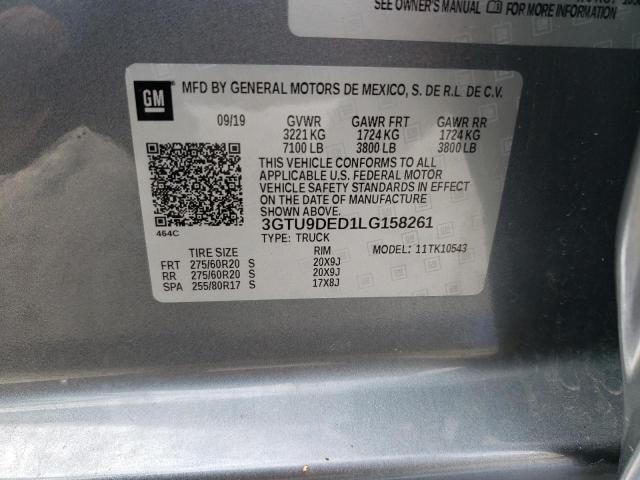 SEE OWNER'S MANUAL FOR MORE INFORMATION
GM
MFD BY GENERAL MOTORS DE MEXICO, S. DE R.L. DE C.V.
09/19 GVWR GAWR FRT GAWR RR
3221 KG 1724 KG 1724 KG
7100 LB 3800 LB 3800 LB
THIS VEHICLE CONFORMS TO ALL
APPLICABLE U.S. FEDERAL MOTOR
VEHICLE SAFETY STANDARDS IN EFFECT
ON THE DATE OF MANUFACTURE
SHOWN ABOVE.
3GTU9DED1LG158261
464C
TYPE: TRUCK
MODEL: 11TK10543
TIRE SIZE RIM
FRT 275/60R20 S 20X9J
RR 275/60R20 S 20X9J
SPA 255/80R17 S 17X8J